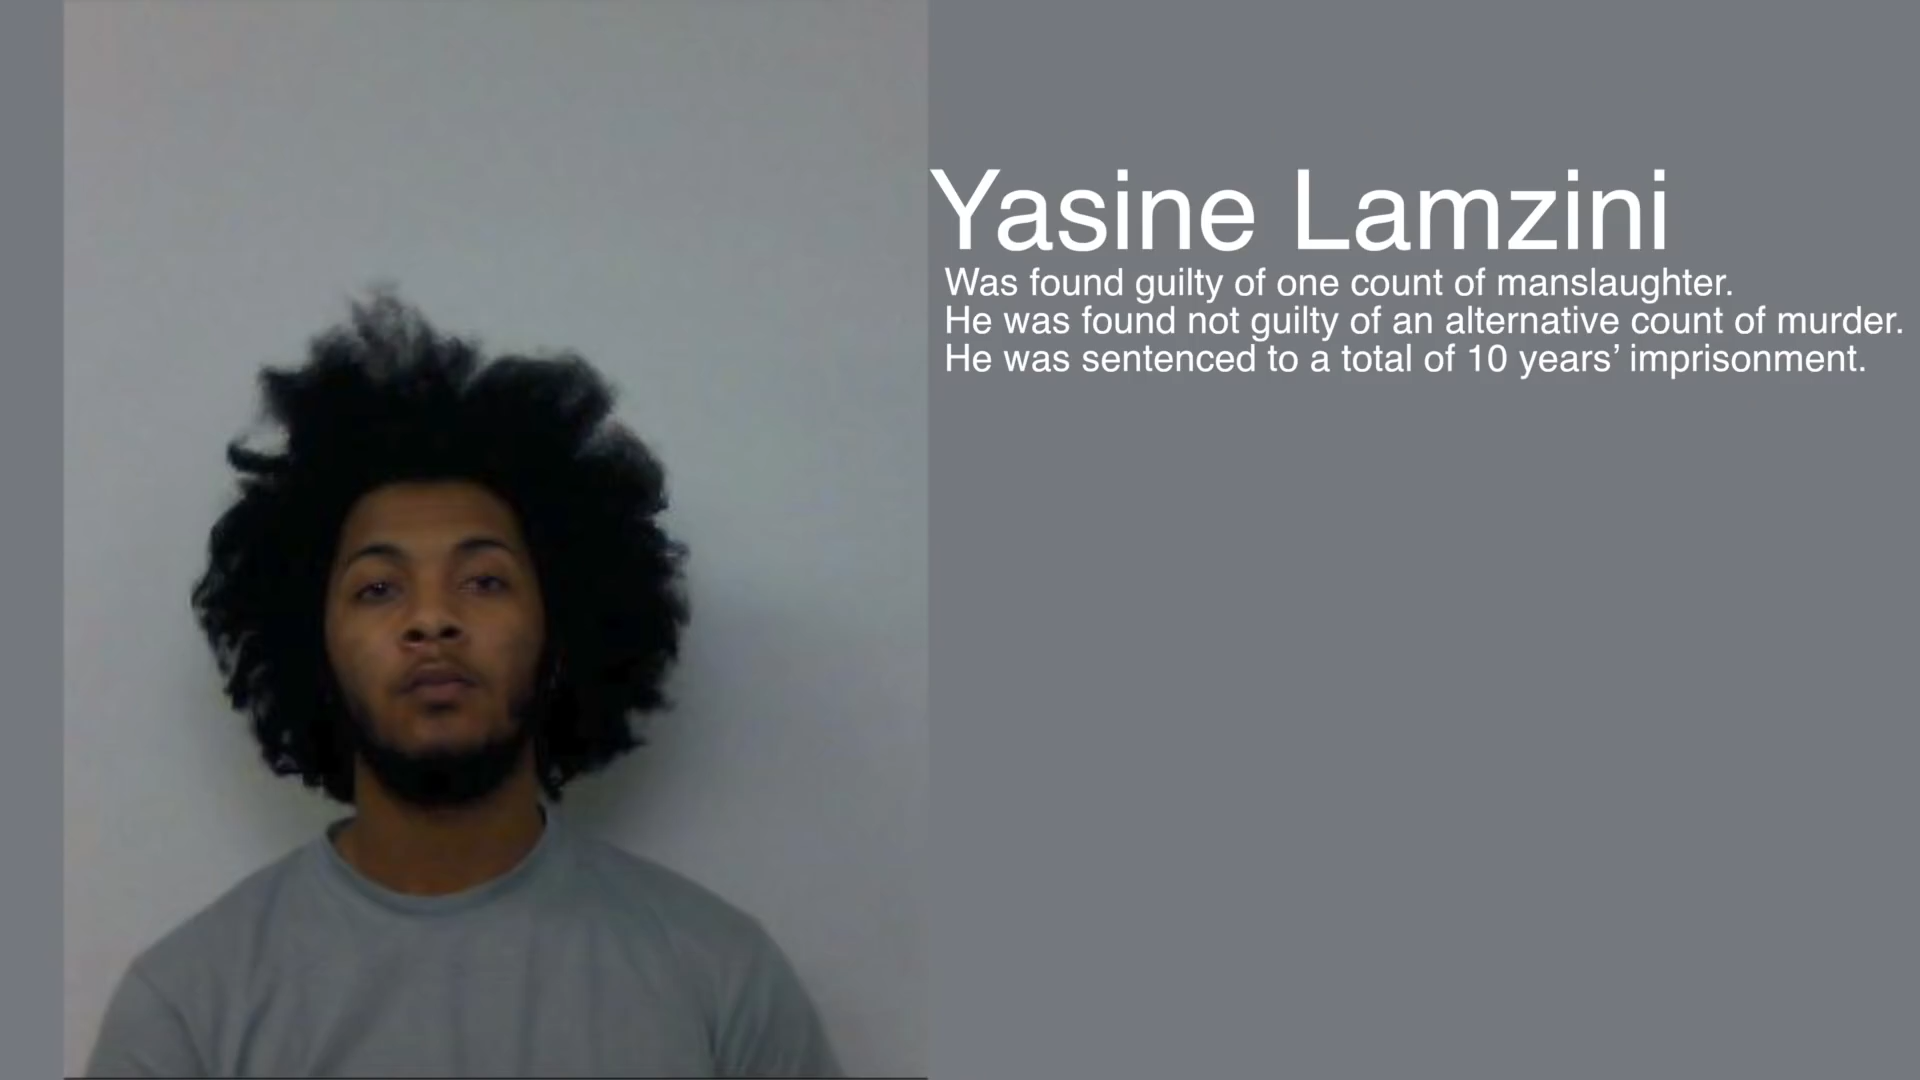 Yasine Lamzini
Was found guilty of one count of manslaughter.
He was found not guilty of an alternative count of murder.
He was sentenced to a total of 10 years’ imprisonment.